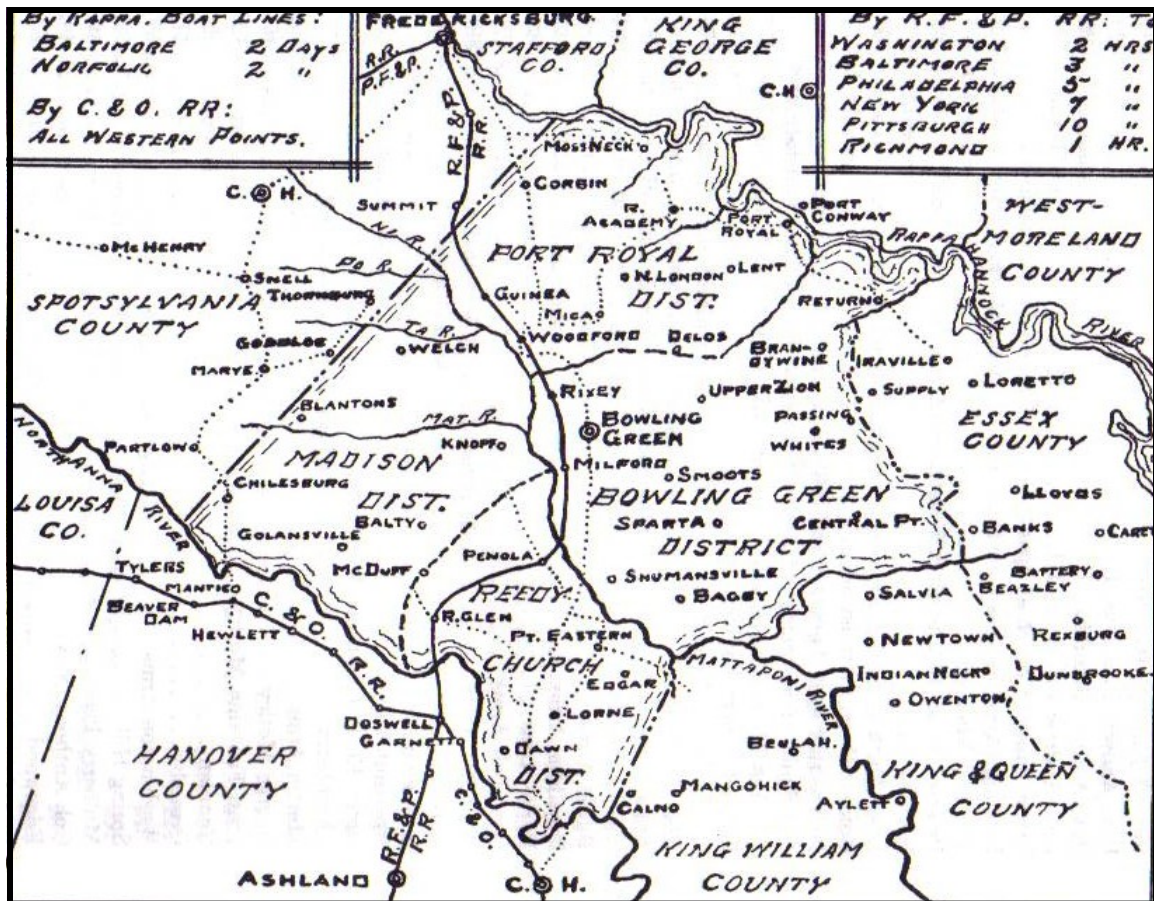 BY RAPPA. BOAT LINES:
BALTIMORE 2 DAYS
NORFOLK 2 "
BY C. & O. RR:
ALL WESTERN POINTS.
FREDERICKSBURG
R.R.
P.F.&P.
STAFFORD
CO.
KING
GEORGE
CO.
C.H
BY R.F.&P. RR: TO
WASHINGTON 2 HRS
BALTIMORE 3 "
PHILADELPHIA 5 "
NEW YORK 7 "
PITTSBURGH 10 "
RICHMOND 1 HR.
R.F.&P.
R.R.
MOSS NECK
C. H.
SUMMIT
CORBIN
R.
ACADEMY
PORT
ROYAL
PORT
CONWAY
WEST-
MORELAND
COUNTY
RAPPAHANNOCK
RIVER
MCHENRY
NI R.
PO R.
SNELL
THORNBURG
PORT ROYAL
DIST.
N. LONDON
LENT
RETURN
SPOTSYLVANIA
COUNTY
GUINEA
MICA
TA R.
WELCH
WOODFORD
DELOS
BRAN-
DYWINE
IRAVILLE
GOODLOE
MARYE
RIXEY
UPPER ZION
SUPPLY
LORETTO
BLANTONS
MAT. R.
BOWLING
GREEN
PASSING
WHITES
ESSEX
COUNTY
PARTLOW
KNOPF
MILFORD
NORTH ANNA
RIVER
MADISON
DIST.
SMOOTS
CHILESBURG
BOWLING GREEN
DISTRICT
LLOYDS
LOUISA
CO.
BALTY
SPARTA
CENTRAL PT.
BANKS
CARET
GOLANSVILLE
PENOLA
TYLERS
MCDUFF
SHUMANSVILLE
BATTERY
BEAZLEY
MANTICO
REEDY
CHURCH
DIST.
BAGBY
SALVIA
BEAVER
DAM
C. & O.
R.R.
R. GLEN
HEWLETT
PT. EASTERN
NEWTOWN
REXBURG
MATTAPONI RIVER
EDGAR
INDIAN NECK
DUNBROOKE
OWENTON
LORNE
DOSWELL
GARNETT
DAWN
BEULAH.
HANOVER
COUNTY
KING & QUEEN
COUNTY
CALNO
MANGOHICK
AYLETT
R.F.&P.
R.R.
C. & O.
KING WILLIAM
COUNTY
ASHLAND
C. H.